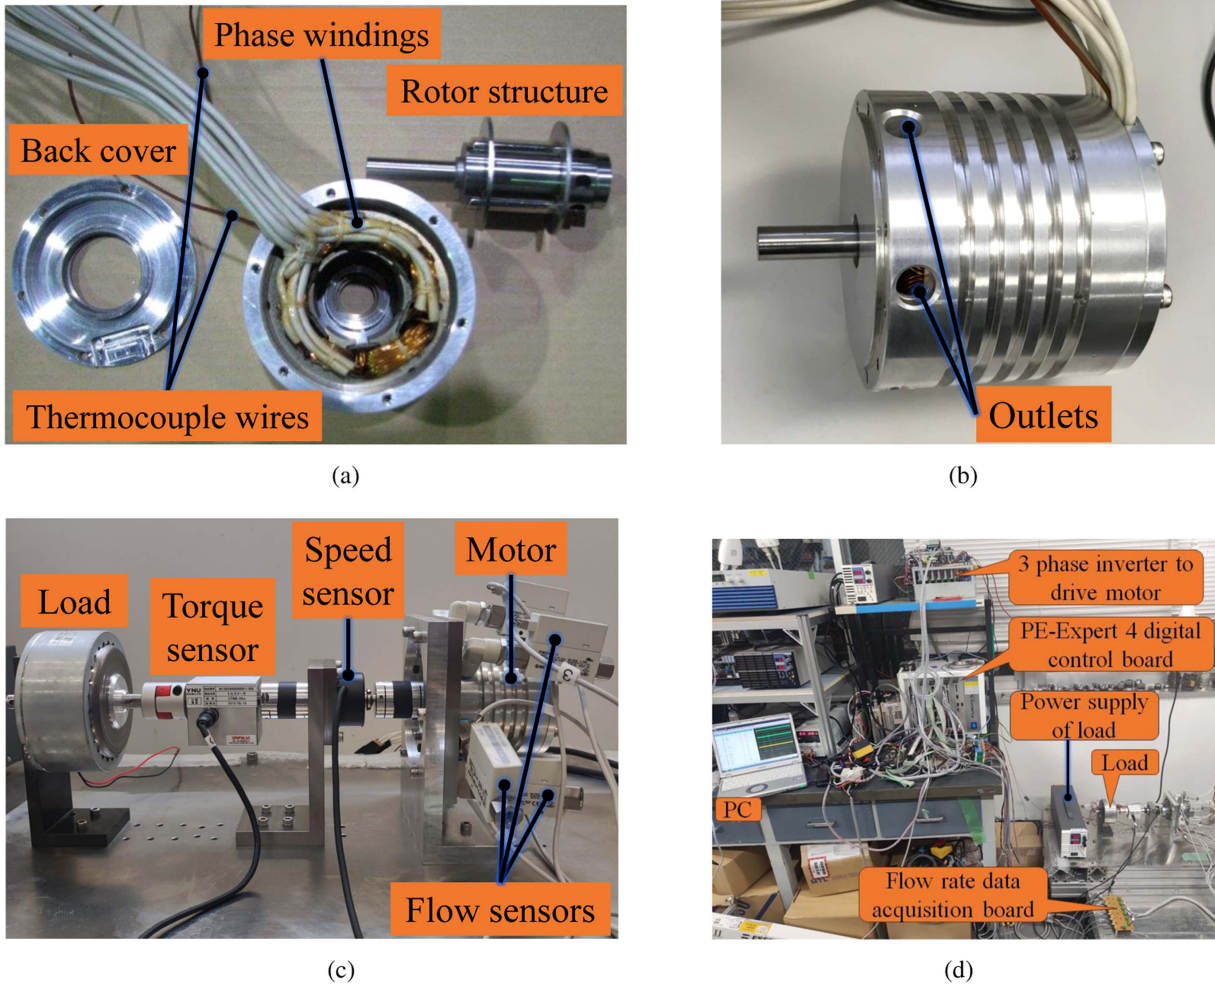 Phase windings
Rotor structure
Back cover
Thermocouple wires
(a)
Outlets
(b)
Load
Torque
sensor
Speed
sensor
Motor
3
Flow sensors
(c)
3 phase inverter to
drive motor
PE-Expert 4 digital
control board
Power supply
of load
Load
PC
Flow rate data
acquisition board
(d)